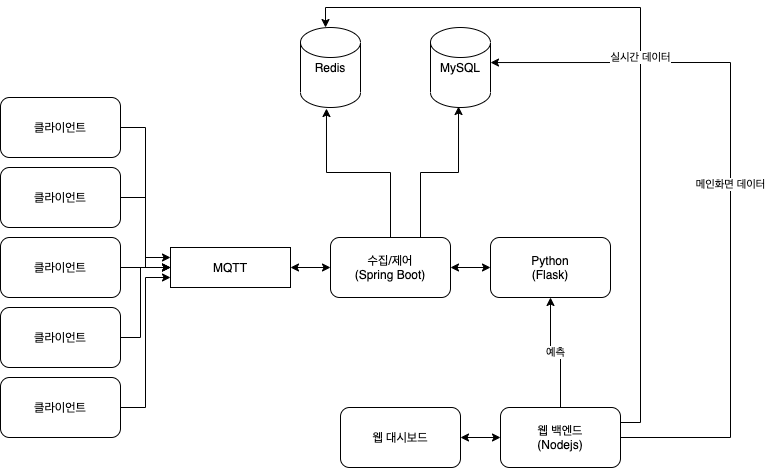 Redis
MySQL
실시간 데이터
클라이언트
클라이언트
메인화면 데이터
클라이언트
MQTT
수집/제어
(Spring Boot)
Python
(Flask)
클라이언트
예측
클라이언트
웹 대시보드
웹 백엔드
(Nodejs)